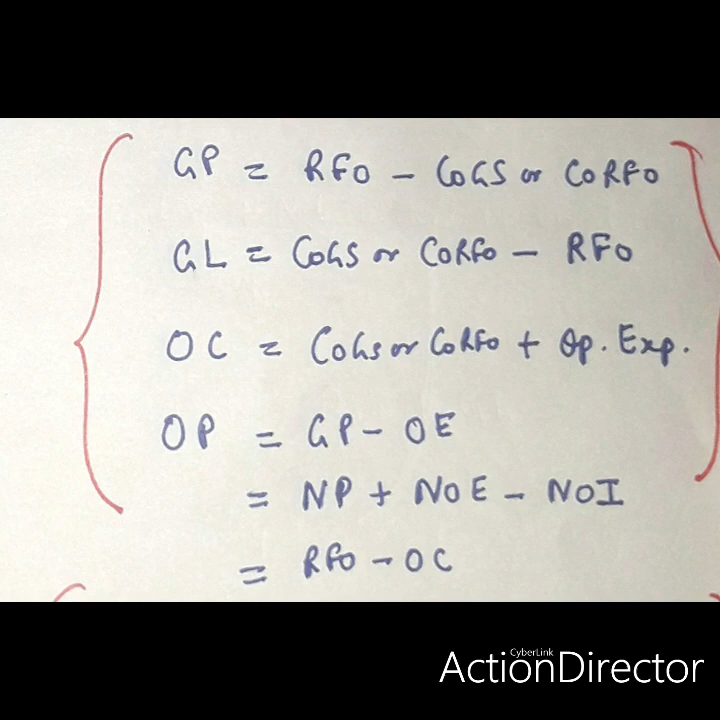 GP = RFO - COGS or CORFO
GL = COGS or CORFO - RFO
OC = COGS or CORFO + Op. Exp.
OP = GP - OE
= NP + NOE - NOI
= RFO - OC
CyberLink
ActionDirector